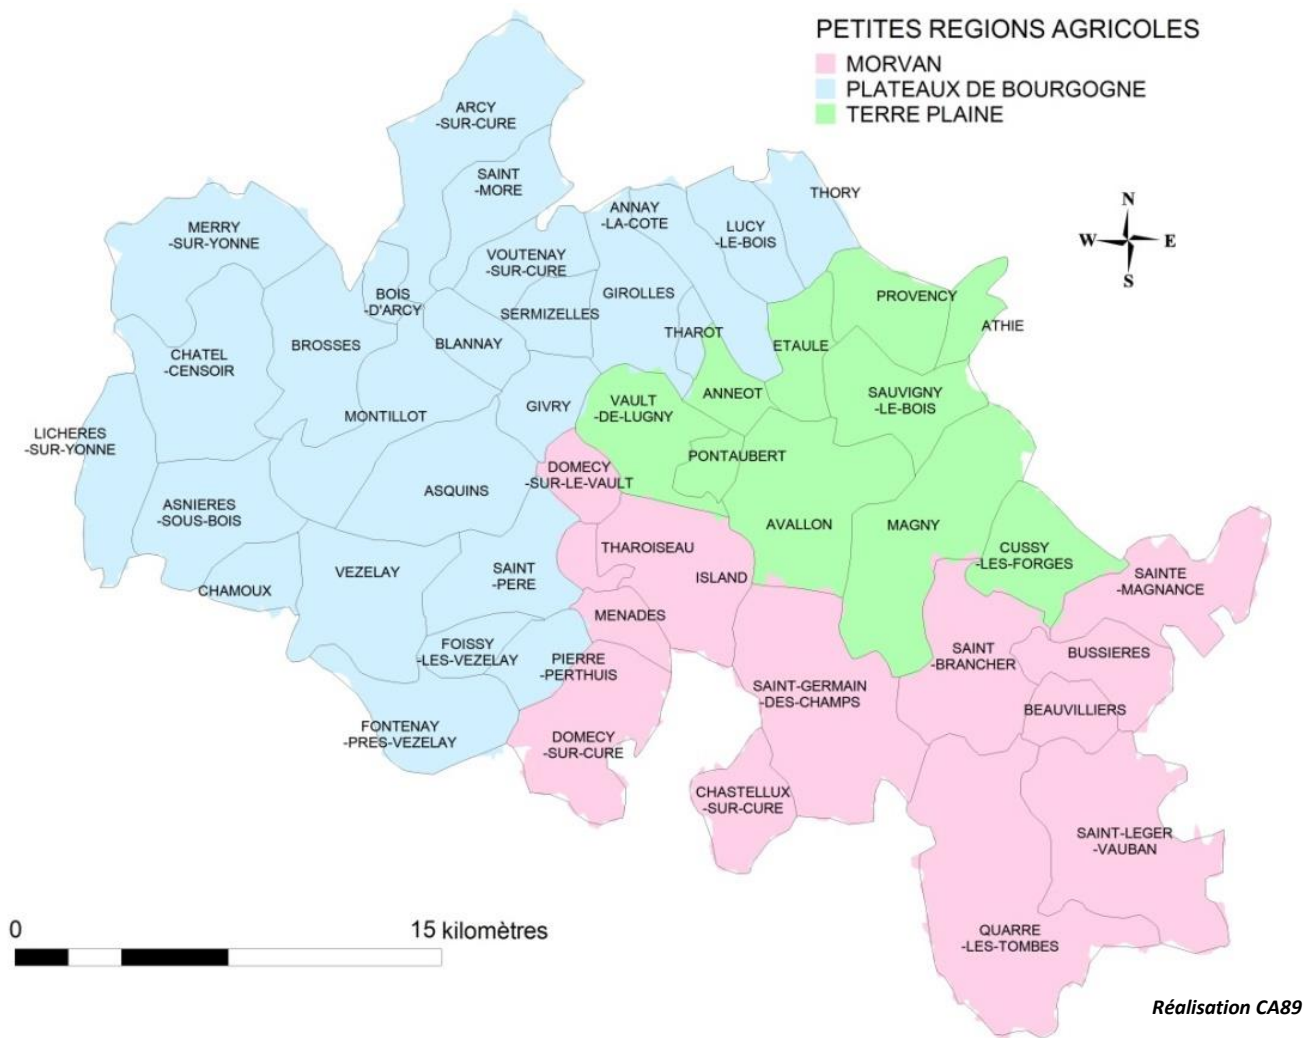 PETITES REGIONS AGRICOLES
MORVAN
PLATEAUX DE BOURGOGNE
TERRE PLAINE
ARCY
-SUR-CURE
SAINT
-MORE
THORY
ANNAY
-LA-COTE
LUCY
-LE-BOIS
MERRY
-SUR-YONNE
N
W
E
S
VOUTENAY
-SUR-CURE
BOIS
-D'ARCY
GIROLLES
PROVENCY
SERMIZELLES
ATHIE
THAROT
ETAULE
BROSSES
BLANNAY
CHATEL
-CENSOIR
ANNEOT
SAUVIGNY
-LE-BOIS
VAULT
-DE-LUGNY
GIVRY
MONTILLOT
LICHERES
-SUR-YONNE
PONTAUBERT
DOMECY
-SUR-LE-VAULT
ASQUINS
ASNIERES
-SOUS-BOIS
AVALLON
MAGNY
THAROISEAU
CUSSY
-LES-FORGES
VEZELAY
SAINT
-PERE
ISLAND
SAINTE
-MAGNANCE
CHAMOUX
MENADES
FOISSY
-LES-VEZELAY
SAINT
-BRANCHER
BUSSIERES
PIERRE
-PERTHUIS
SAINT-GERMAIN
-DES-CHAMPS
BEAUVILLIERS
FONTENAY
-PRES-VEZELAY
DOMECY
-SUR-CURE
CHASTELLUX
-SUR-CURE
SAINT-LEGER
-VAUBAN
QUARRE
-LES-TOMBES
0
15 kilomètres
Réalisation CA89